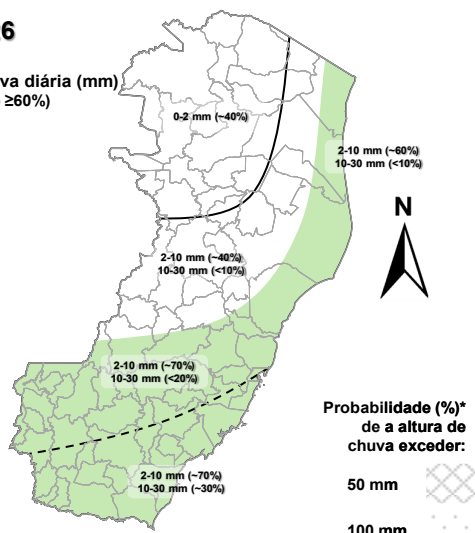 26
va diária (mm)
≥60%)
0-2 mm (~40%)
2-10 mm (~60%)
10-30 mm (<10%)
N
2-10 mm (~40%)
10-30 mm (<10%)
2-10 mm (~70%)
10-30 mm (<20%)
Probabilidade (%)*
de a altura de
chuva exceder:
2-10 mm (~70%)
10-30 mm (~30%)
50 mm
100 mm